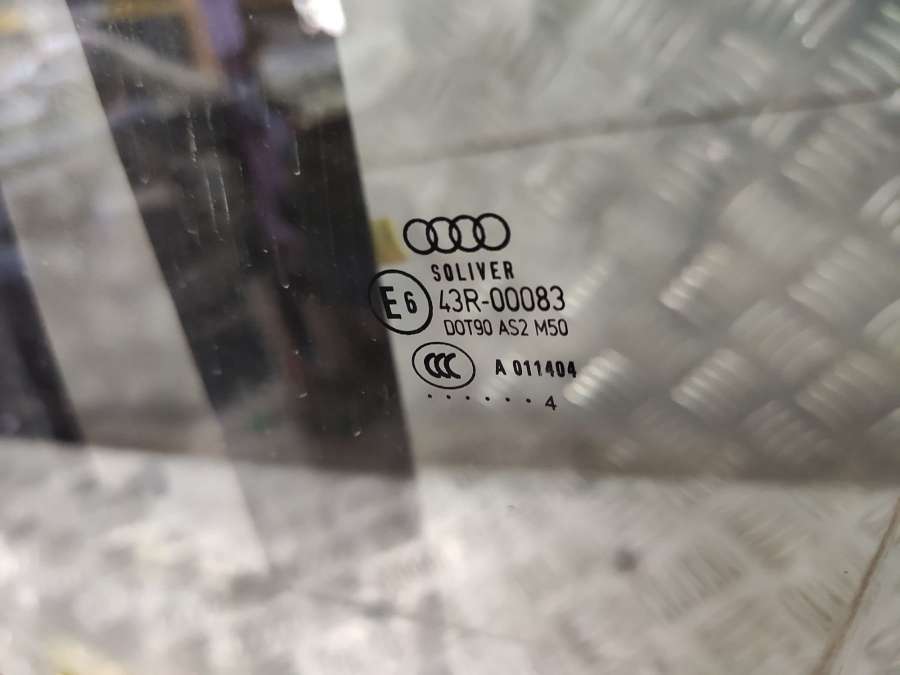 SOLIVER
E6 43R-00083
DOT90 AS2 M50
CCC A 011404
. . . . . . 4